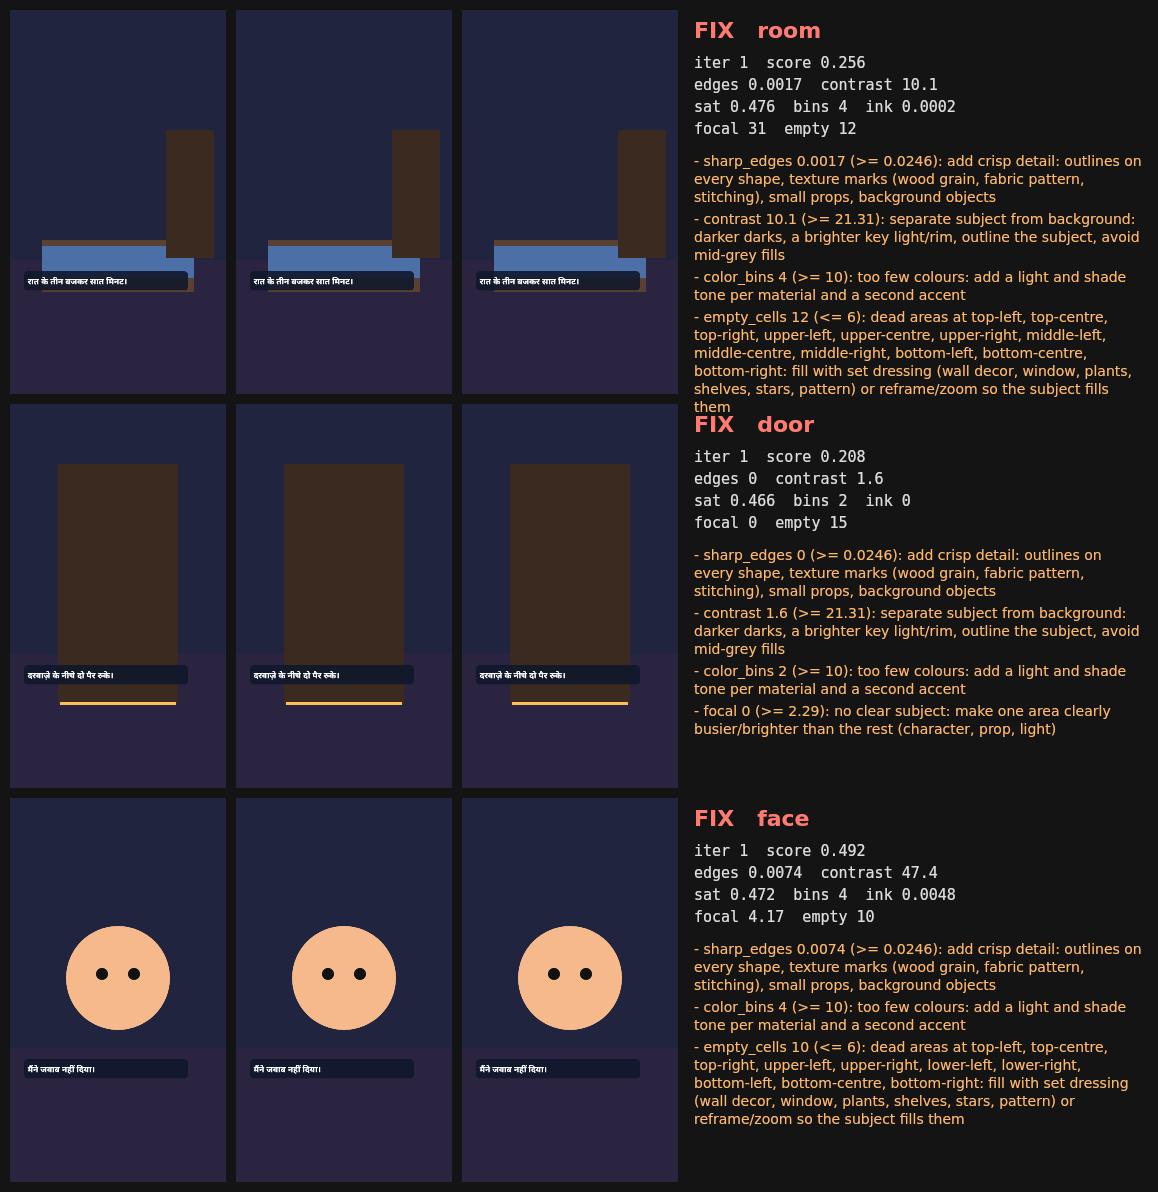 FIX room
iter 1 score 0.256
edges 0.0017 contrast 10.1
sat 0.476 bins 4 ink 0.0002
focal 31 empty 12
- sharp_edges 0.0017 (>= 0.0246): add crisp detail: outlines on
every shape, texture marks (wood grain, fabric pattern,
stitching), small props, background objects
- contrast 10.1 (>= 21.31): separate subject from background:
darker darks, a brighter key light/rim, outline the subject, avoid
mid-grey fills
- color_bins 4 (>= 10): too few colours: add a light and shade
tone per material and a second accent
- empty_cells 12 (<= 6): dead areas at top-left, top-centre,
top-right, upper-left, upper-centre, upper-right, middle-left,
middle-centre, middle-right, bottom-left, bottom-centre,
bottom-right: fill with set dressing (wall decor, window, plants,
shelves, stars, pattern) or reframe/zoom so the subject fills
them
रात के तीन बजकर सात मिनट।
रात के तीन बजकर सात मिनट।
रात के तीन बजकर सात मिनट।
FIX door
iter 1 score 0.208
edges 0 contrast 1.6
sat 0.466 bins 2 ink 0
focal 0 empty 15
- sharp_edges 0 (>= 0.0246): add crisp detail: outlines on
every shape, texture marks (wood grain, fabric pattern,
stitching), small props, background objects
- contrast 1.6 (>= 21.31): separate subject from background:
darker darks, a brighter key light/rim, outline the subject, avoid
mid-grey fills
- color_bins 2 (>= 10): too few colours: add a light and shade
tone per material and a second accent
- focal 0 (>= 2.29): no clear subject: make one area clearly
busier/brighter than the rest (character, prop, light)
दरवाज़े के नीचे दो पैर रुके।
दरवाज़े के नीचे दो पैर रुके।
दरवाज़े के नीचे दो पैर रुके।
FIX face
iter 1 score 0.492
edges 0.0074 contrast 47.4
sat 0.472 bins 4 ink 0.0048
focal 4.17 empty 10
- sharp_edges 0.0074 (>= 0.0246): add crisp detail: outlines on
every shape, texture marks (wood grain, fabric pattern,
stitching), small props, background objects
- color_bins 4 (>= 10): too few colours: add a light and shade
tone per material and a second accent
- empty_cells 10 (<= 6): dead areas at top-left, top-centre,
top-right, upper-left, upper-right, lower-left, lower-right,
bottom-left, bottom-centre, bottom-right: fill with set dressing
(wall decor, window, plants, shelves, stars, pattern) or
reframe/zoom so the subject fills them
मैंने जवाब नहीं दिया।
मैंने जवाब नहीं दिया।
मैंने जवाब नहीं दिया।